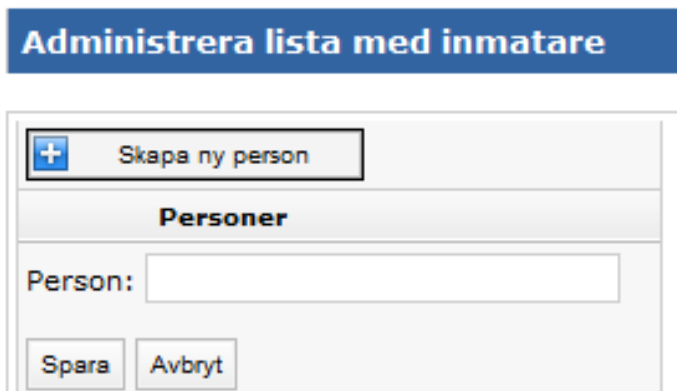 Administrera lista med inmatare
Skapa ny person
Personer
Person:
Spara Avbryt